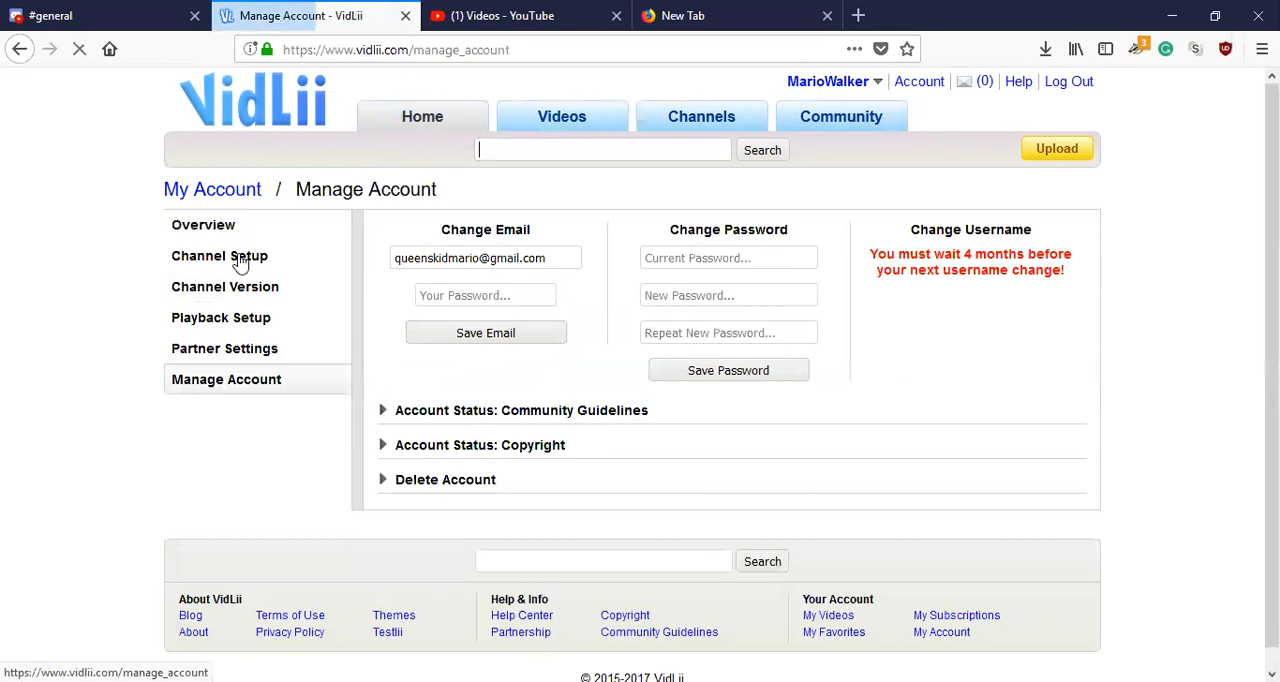 #general
Manage Account - VidLii
(1) Videos - YouTube
New Tab
https://www.vidlii.com/manage_account
3
VidLii
MarioWalker
Account
(0)
Help
Log Out
Home
Videos
Channels
Community
Search
Upload
My Account / Manage Account
Overview
Channel Setup
Channel Version
Playback Setup
Partner Settings
Manage Account
Change Email
queenskidmario@gmail.com
Your Password...
Save Email
Change Password
Current Password...
New Password...
Repeat New Password...
Save Password
Change Username
You must wait 4 months before
your next username change!
Account Status: Community Guidelines
Account Status: Copyright
Delete Account
Search
About VidLii
Blog
Terms of Use
Themes
About
Privacy Policy
Testlii
Help & Info
Help Center
Copyright
Partnership
Community Guidelines
Your Account
My Videos
My Subscriptions
My Favorites
My Account
https://www.vidlii.com/manage_account
© 2015-2017 VidLii